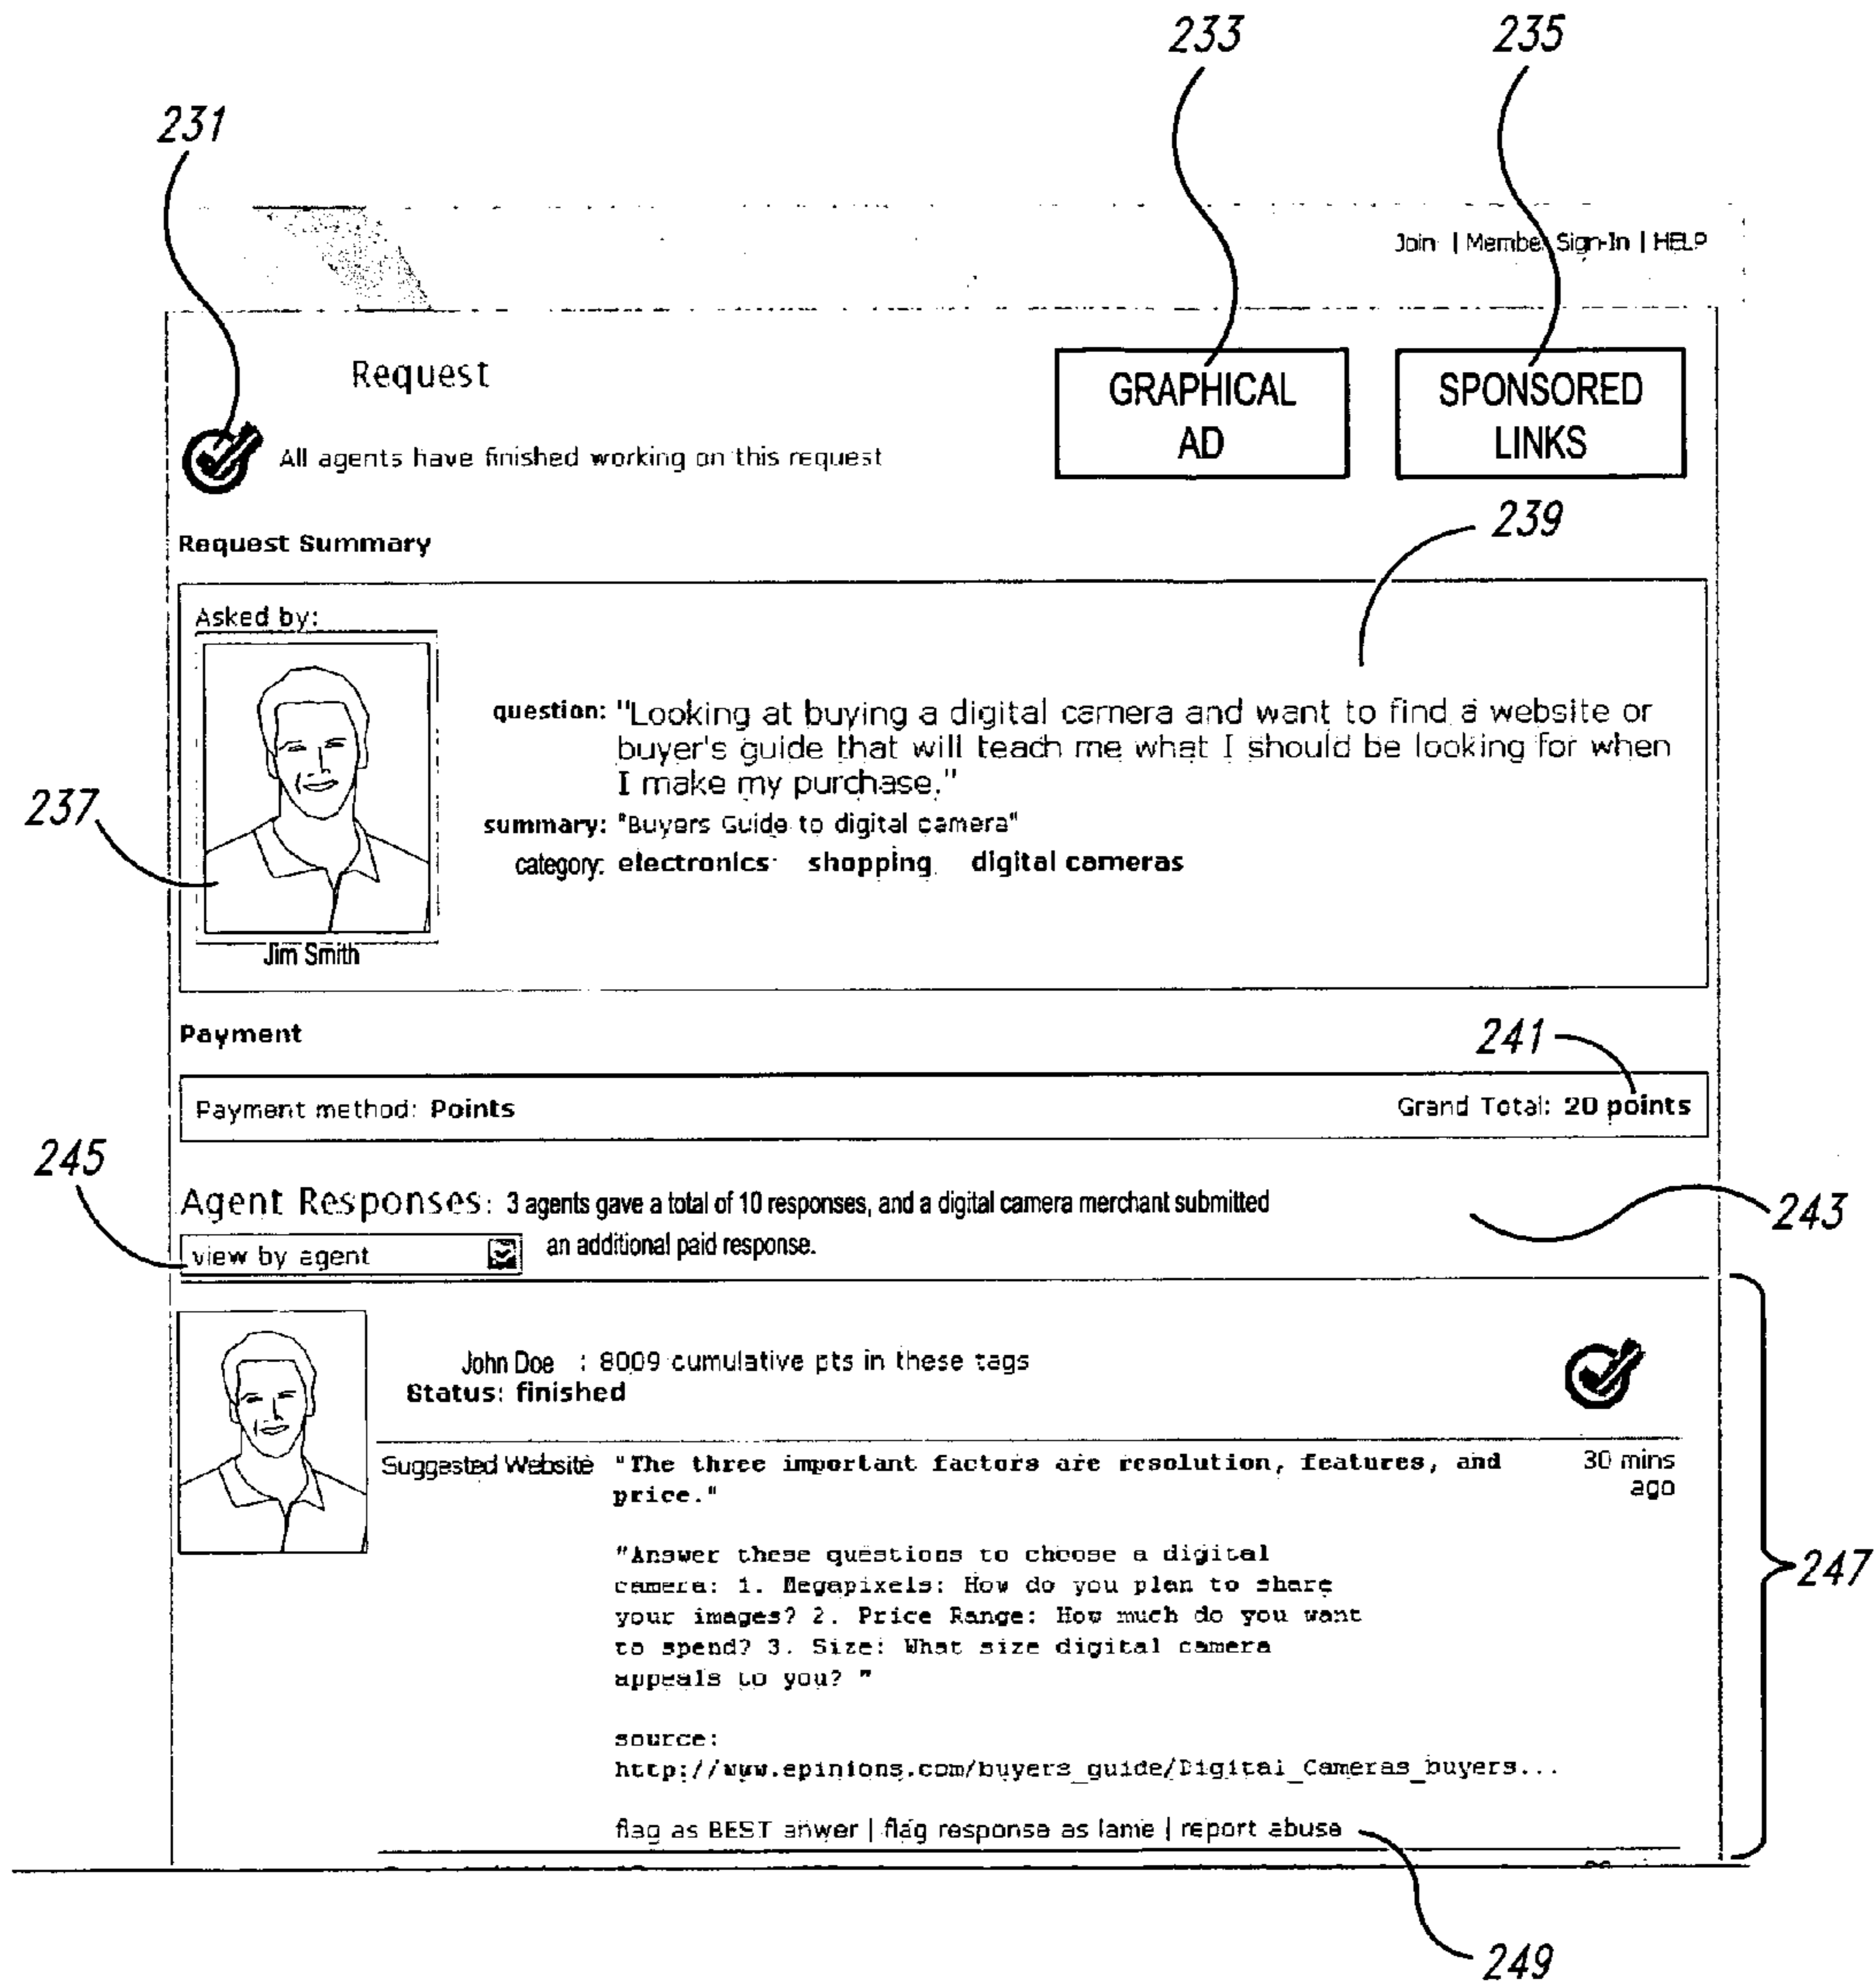 233
235
231
Join | Member Sign-In | HELP
Request
GRAPHICAL
AD
SPONSORED
LINKS
All agents have finished working on this request
239
Request Summary
Asked by:
question: "Looking at buying a digital camera and want to find a website or
buyer's guide that will teach me what I should be looking for when
I make my purchase."
237
summary: "Buyers Guide to digital camera"
category: electronics shopping digital cameras
Jim Smith
Payment
241
Payment method: Points
Grand Total: 20 points
245
Agent Responses: 3 agents gave a total of 10 responses, and a digital camera merchant submitted
243
view by agent
an additional paid response.
John Doe : 8009 cumulative pts in these tags
Status: finished
Suggested Website "The three important factors are resolution, features, and
price."
30 mins
ago
"Answer these questions to choose a digital
camera: 1. Megapixels: How do you plan to share
your images? 2. Price Range: How much do you want
to spend? 3. Size: What size digital camera
appeals to you? "
247
source:
http://www.epinions.com/buyers_guide/Digital_Cameras_buyers...
flag as BEST anwer | flag response as lame | report abuse
249